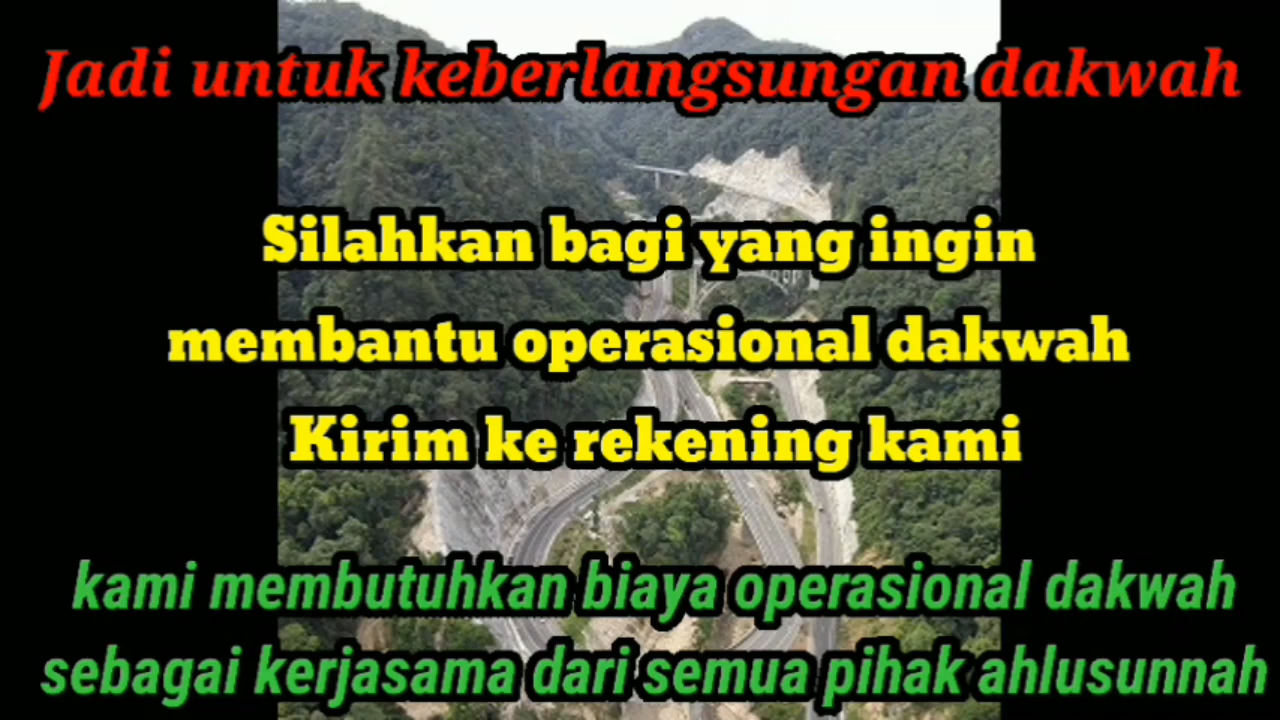 Jadi untuk keberlangsungan dakwah
Silahkan bagi yang ingin
membantu operasional dakwah
Kirim ke rekening kami
kami membutuhkan biaya operasional dakwah
sebagai kerjasama dari semua pihak ahlusunnah